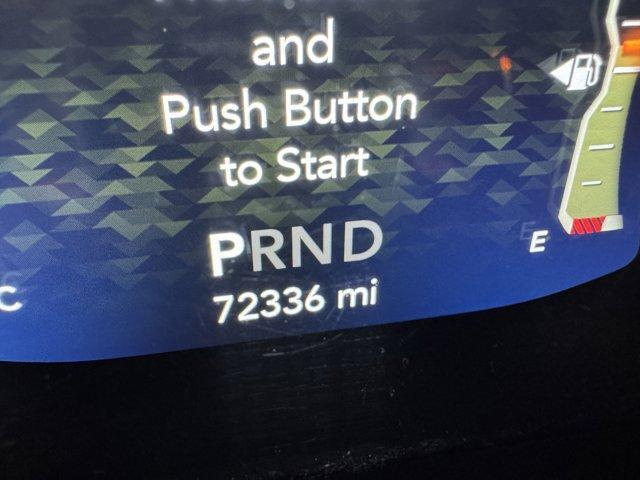 and
Push Button
to Start
PRND
72336 mi
C
E